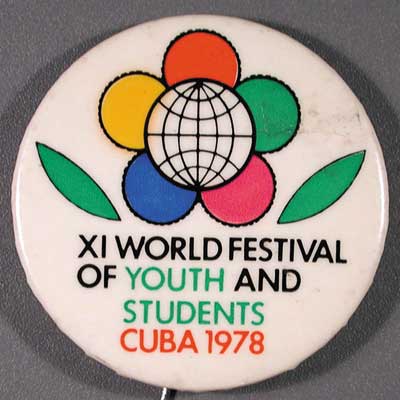 XI WORLD FESTIVAL
OF YOUTH AND
STUDENTS
CUBA 1978